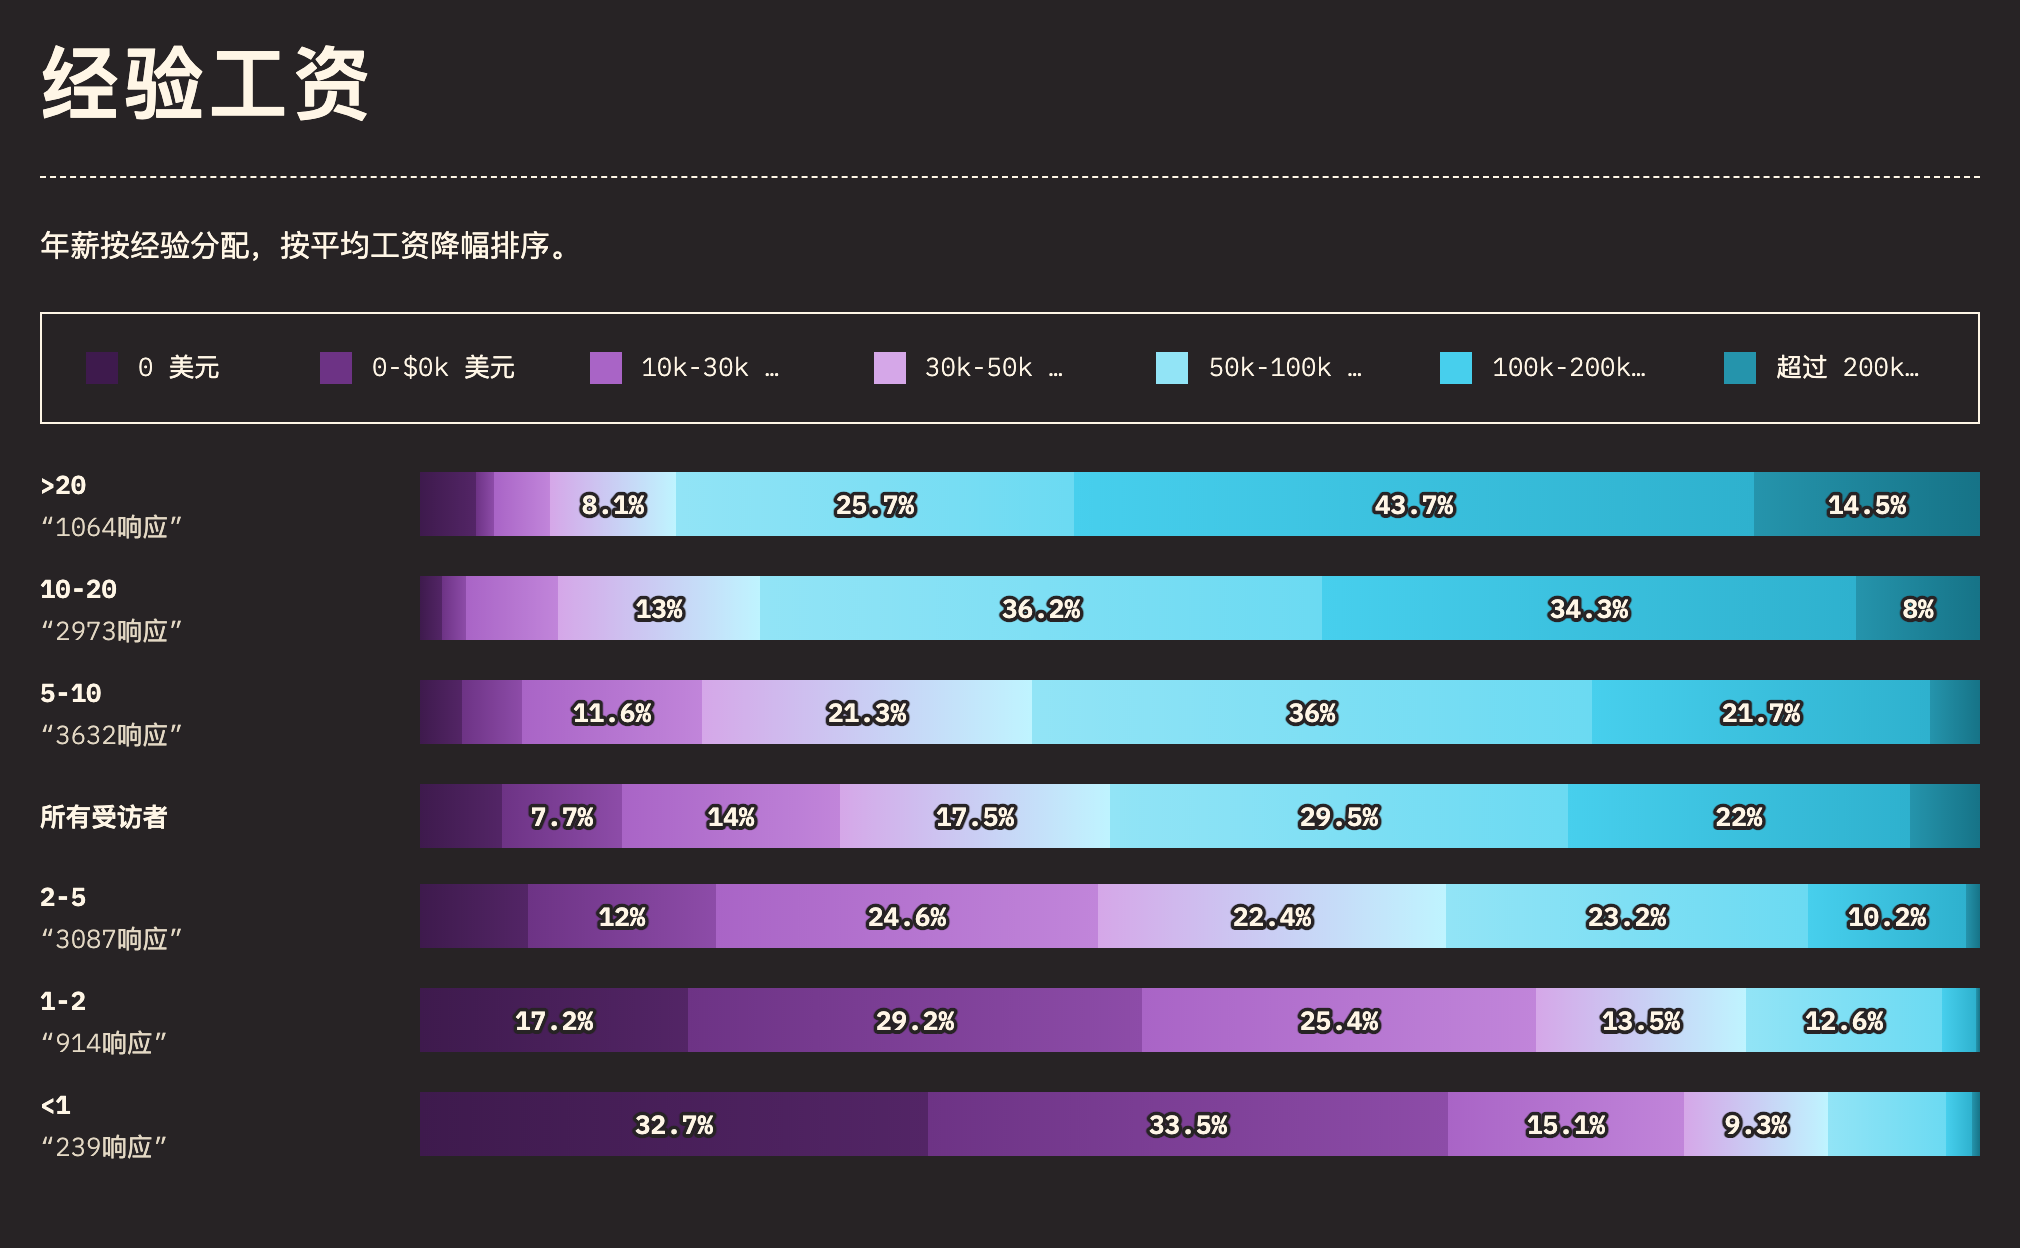 经验工资
年薪按经验分配，按平均工资降幅排序。
0 美元 0-$0k 美元 10k-30k … 30k-50k … 50k-100k … 100k-200k… 超过 200k…
>20
“1064响应”
8.1% 25.7% 43.7% 14.5%
10-20
“2973响应”
13% 36.2% 34.3% 8%
5-10
“3632响应”
11.6% 21.3% 36% 21.7%
所有受访者
7.7% 14% 17.5% 29.5% 22%
2-5
“3087响应”
12% 24.6% 22.4% 23.2% 10.2%
1-2
“914响应”
17.2% 29.2% 25.4% 13.5% 12.6%
<1
“239响应”
32.7% 33.5% 15.1% 9.3%